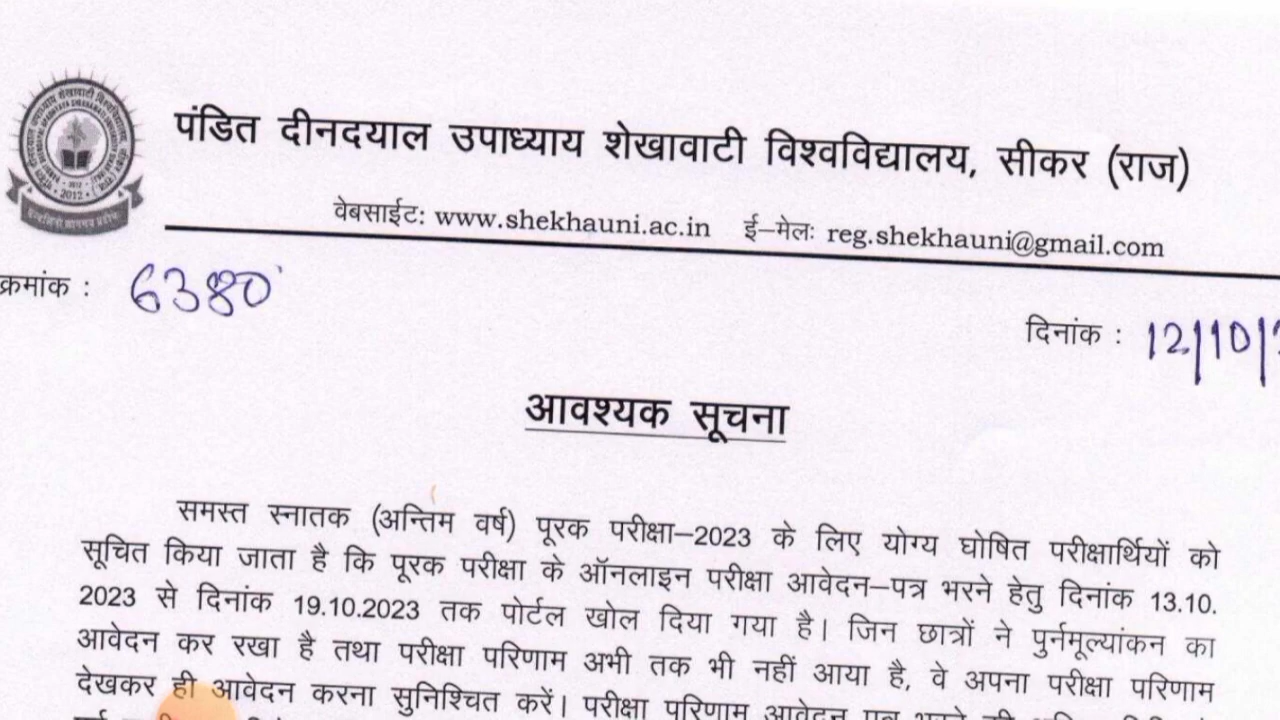 पंडित दीनदयाल उपाध्याय शेखावाटी विश्वविद्यालय, सीकर (राज)
2012
वेबसाईट: www.shekhauni.ac.in ई–मेलः reg.shekhauni@gmail.com
क्रमांक : 6380
दिनांक : 12/10/
आवश्यक सूचना
समस्त स्नातक (अन्तिम वर्ष) पूरक परीक्षा–2023 के लिए योग्य घोषित परीक्षार्थियों को
सूचित किया जाता है कि पूरक परीक्षा के ऑनलाइन परीक्षा आवेदन–पत्र भरने हेतु दिनांक 13.10.
2023 से दिनांक 19.10.2023 तक पोर्टल खोल दिया गया है। जिन छात्रों ने पुर्नमूल्यांकन का
आवेदन कर रखा है तथा परीक्षा परिणाम अभी तक भी नहीं आया है, वे अपना परीक्षा परिणाम
देखकर ही आवेदन करना सुनिश्चित करें। परीक्षा परिणाम आवेदन